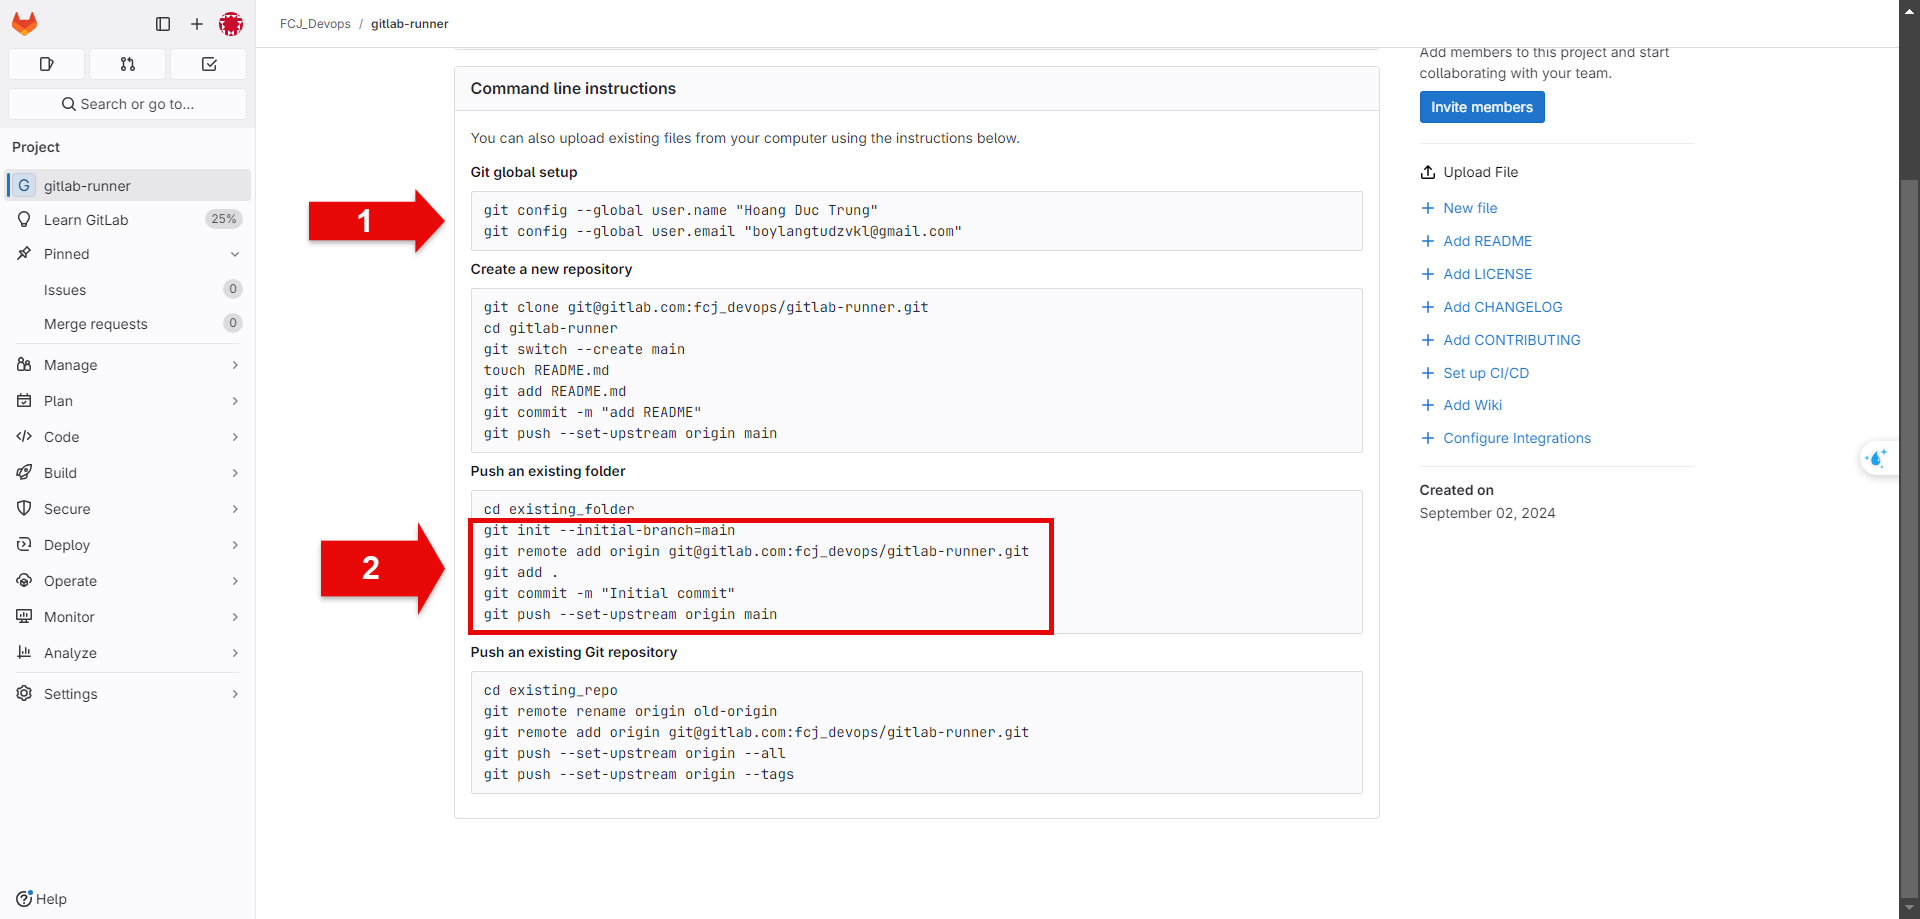 FCJ_Devops / gitlab-runner
Search or go to...
Project
G gitlab-runner
Learn GitLab 25%
Pinned
Issues 0
Merge requests 0
Manage
Plan
Code
Build
Secure
Deploy
Operate
Monitor
Analyze
Settings
Help
Command line instructions
You can also upload existing files from your computer using the instructions below.
Git global setup
1
git config --global user.name "Hoang Duc Trung"
git config --global user.email "boylangtudzvkl@gmail.com"
Create a new repository
git clone git@gitlab.com:fcj_devops/gitlab-runner.git
cd gitlab-runner
git switch --create main
touch README.md
git add README.md
git commit -m "add README"
git push --set-upstream origin main
Push an existing folder
2
cd existing_folder
git init --initial-branch=main
git remote add origin git@gitlab.com:fcj_devops/gitlab-runner.git
git add .
git commit -m "Initial commit"
git push --set-upstream origin main
Push an existing Git repository
cd existing_repo
git remote rename origin old-origin
git remote add origin git@gitlab.com:fcj_devops/gitlab-runner.git
git push --set-upstream origin --all
git push --set-upstream origin --tags
Add members to this project and start
collaborating with your team.
Invite members
Upload File
New file
Add README
Add LICENSE
Add CHANGELOG
Add CONTRIBUTING
Set up CI/CD
Add Wiki
Configure Integrations
Created on
September 02, 2024